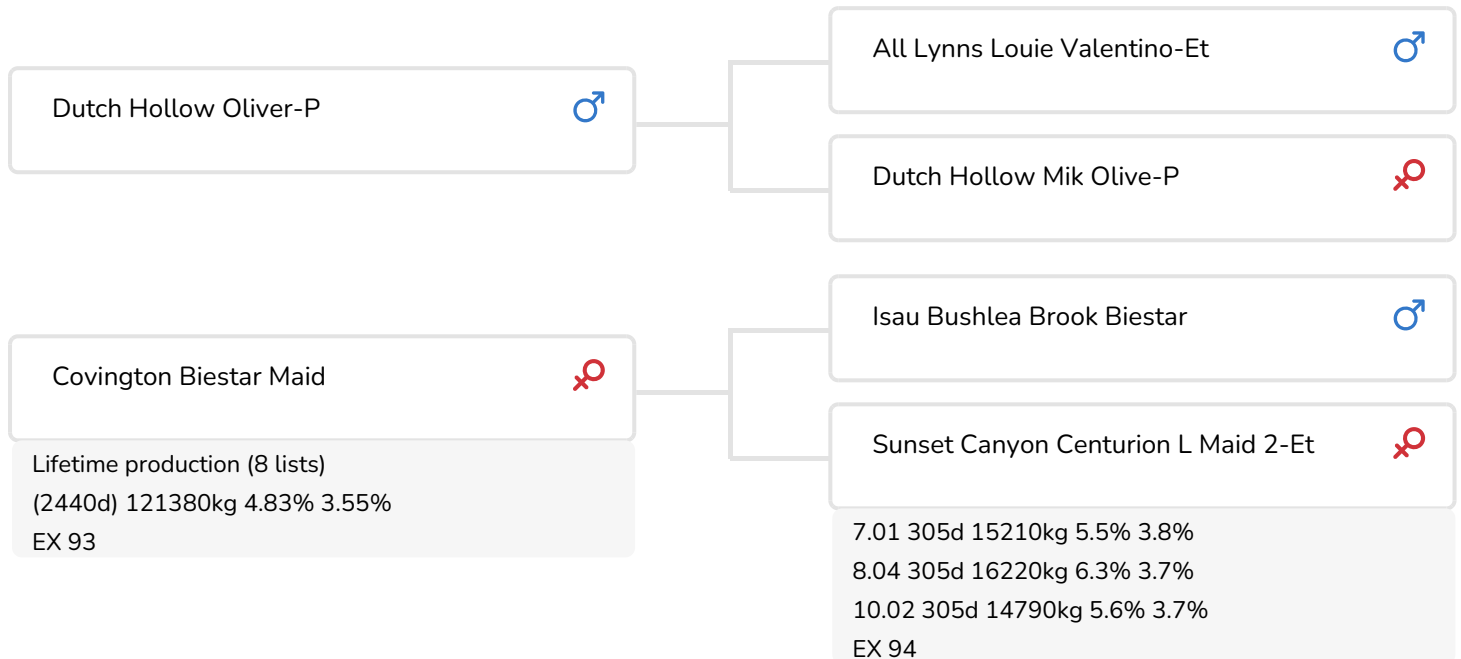 All Lynns Louie Valentino-Et
Dutch Hollow Oliver-P
Dutch Hollow Mik Olive-P
Isau Bushlea Brook Biestar
Covington Biestar Maid
Sunset Canyon Centurion L Maid 2-Et
Lifetime production (8 lists)
(2440d) 121380kg 4.83% 3.55%
EX 93
7.01 305d 15210kg 5.5% 3.8%
8.04 305d 16220kg 6.3% 3.7%
10.02 305d 14790kg 5.6% 3.7%
EX 94